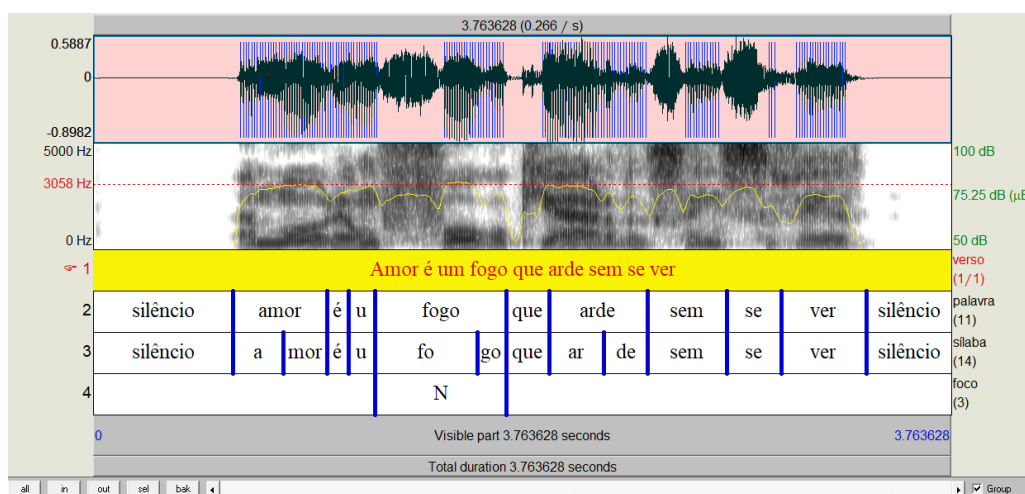 3.763628 (0.266 / s)
0.5887
0
-0.8982
5000 Hz
100 dB
3058 Hz
75.25 dB (µE
0 Hz
50 dB
1 Amor é um fogo que arde sem se ver verso (1/1)
2 silêncio amor é u fogo que arde sem se ver silêncio palavra (11)
3 silêncio a mor é u fo go que ar de sem se ver silêncio sílaba (14)
4 N foco (3)
0 Visible part 3.763628 seconds 3.763628
Total duration 3.763628 seconds
all in out sel bak Group